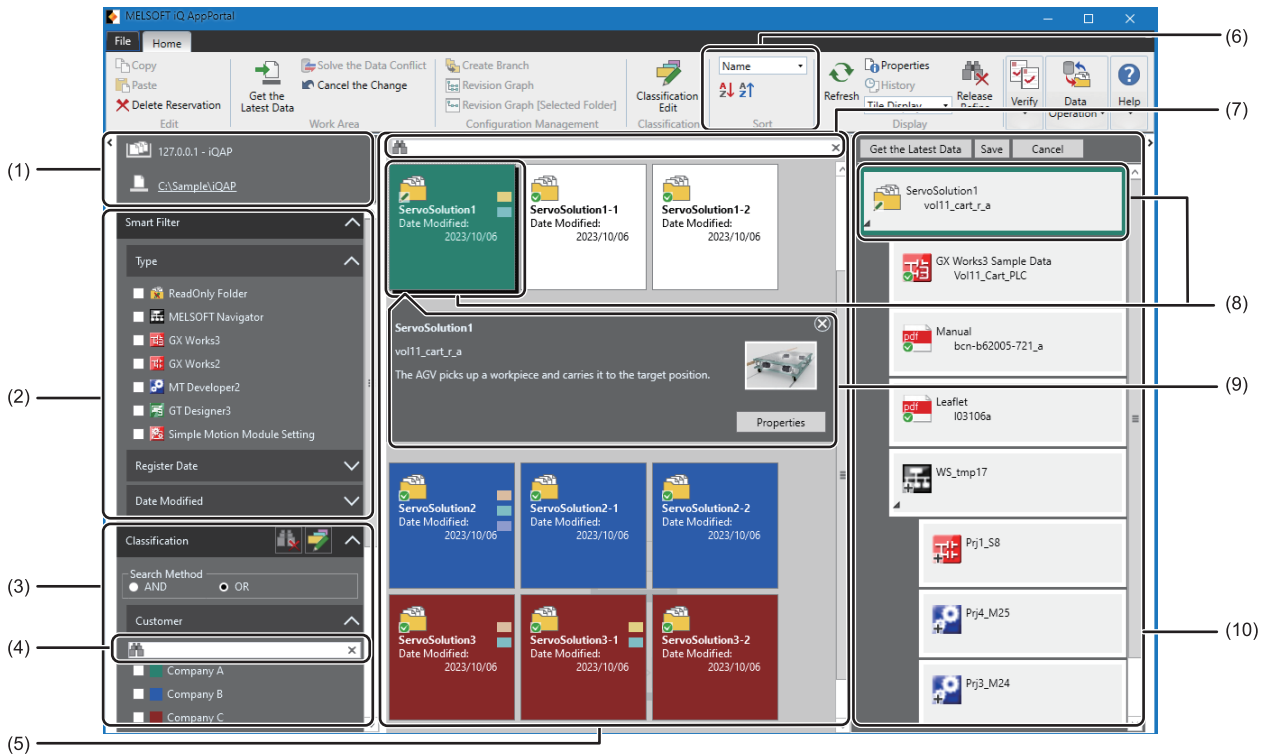 MELSOFT iQ AppPortal
File
Home
Copy
Paste
Delete Reservation
Edit
Get the
Latest Data
Solve the Data Conflict
Cancel the Change
Work Area
Create Branch
Revision Graph
Revision Graph [Selected Folder]
Configuration Management
Classification
Edit
Classification
Name
Sort
Refresh
Properties
History
Tile Display
Release
Refine
Display
Verify
Data
Operation
Help
(6)
(7)
(1)
127.0.0.1 - iQAP
C:\Sample\iQAP
(2)
Smart Filter
Type
ReadOnly Folder
MELSOFT Navigator
GX Works3
GX Works2
MT Developer2
GT Designer3
Simple Motion Module Setting
Register Date
Date Modified
(3)
Classification
Search Method
AND
OR
Customer
(4)
Company A
Company B
Company C
(5)
ServoSolution1
Date Modified:
2023/10/06
ServoSolution1-1
Date Modified:
2023/10/06
ServoSolution1-2
Date Modified:
2023/10/06
ServoSolution1
vol11_cart_r_a
The AGV picks up a workpiece and carries it to the target position.
Properties
ServoSolution2
Date Modified:
2023/10/06
ServoSolution2-1
Date Modified:
2023/10/06
ServoSolution2-2
Date Modified:
2023/10/06
ServoSolution3
Date Modified:
2023/10/06
ServoSolution3-1
Date Modified:
2023/10/06
ServoSolution3-2
Date Modified:
2023/10/06
Get the Latest Data
Save
Cancel
ServoSolution1
vol11_cart_r_a
GX Works3 Sample Data
Vol11_Cart_PLC
pdf
Manual
bcn-b62005-721_a
pdf
Leaflet
l03106a
WS_tmp17
Prj1_S8
Prj4_M25
Prj3_M24
(8)
(9)
(10)